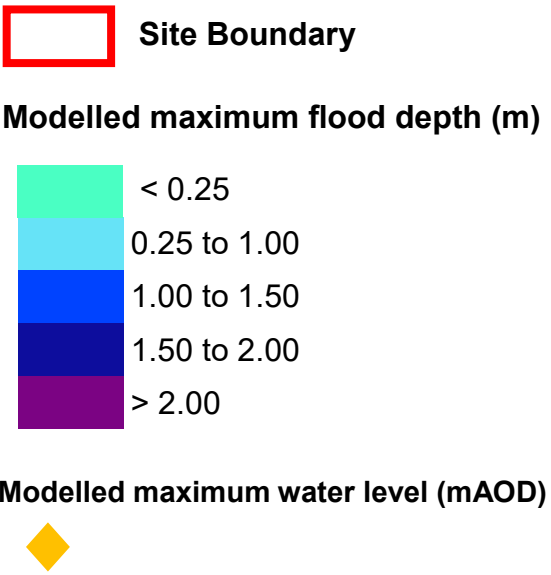 Site Boundary
Modelled maximum flood depth (m)
< 0.25
0.25 to 1.00
1.00 to 1.50
1.50 to 2.00
> 2.00
Modelled maximum water level (mAOD)